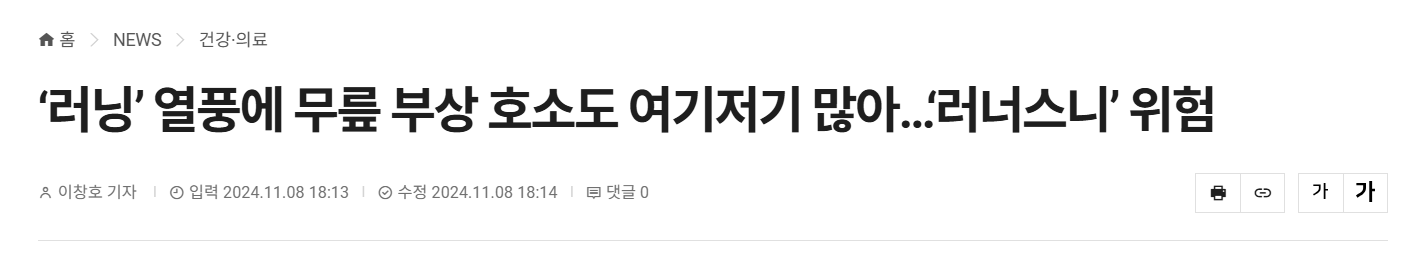 홈 NEWS 건강·의료
‘러닝’ 열풍에 무릎 부상 호소도 여기저기 많아...‘러너스니’ 위험
이창호 기자 입력 2024.11.08 18:13 수정 2024.11.08 18:14 댓글 0 가 가